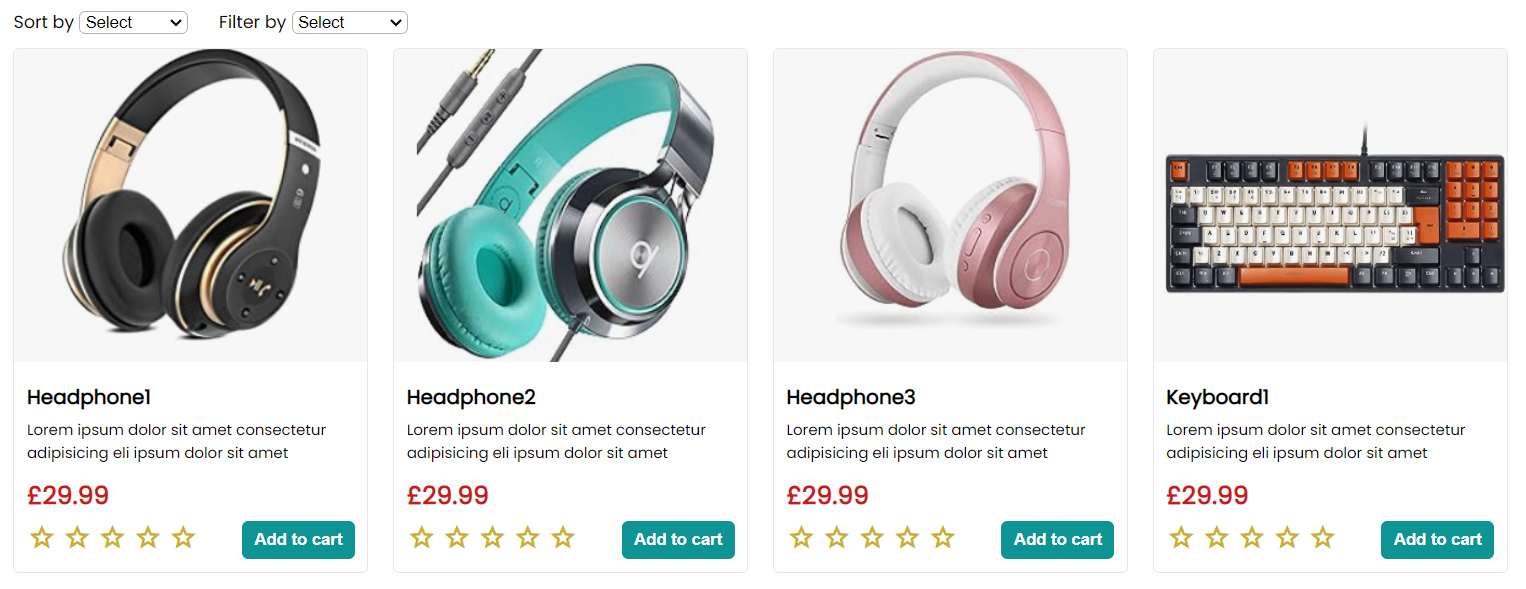 Sort by Select Filter by Select
Headphone1
Lorem ipsum dolor sit amet consectetur
adipisicing eli ipsum dolor sit amet
£29.99
Add to cart
Headphone2
Lorem ipsum dolor sit amet consectetur
adipisicing eli ipsum dolor sit amet
£29.99
Add to cart
Headphone3
Lorem ipsum dolor sit amet consectetur
adipisicing eli ipsum dolor sit amet
£29.99
Add to cart
Keyboard1
Lorem ipsum dolor sit amet consectetur
adipisicing eli ipsum dolor sit amet
£29.99
Add to cart